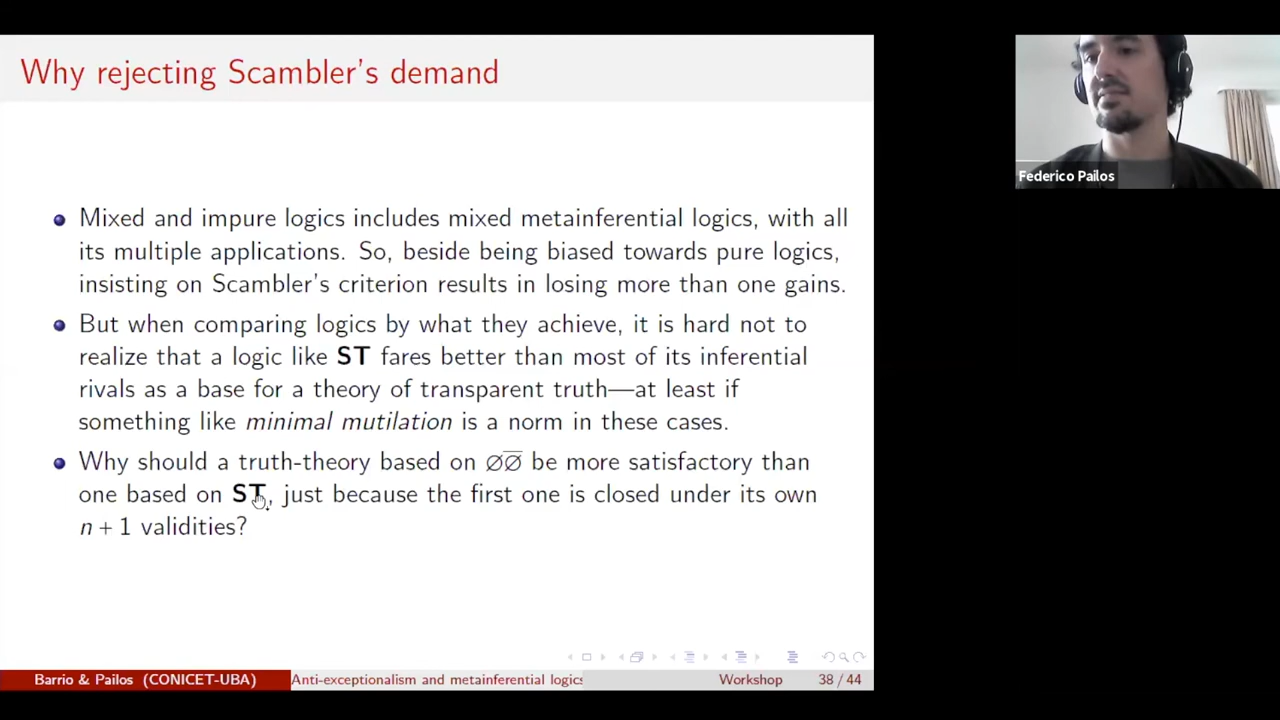 Why rejecting Scambler's demand
Mixed and impure logics includes mixed metainferential logics, with all
its multiple applications. So, beside being biased towards pure logics,
insisting on Scambler's criterion results in losing more than one gains.
But when comparing logics by what they achieve, it is hard not to
realize that a logic like ST fares better than most of its inferential
rivals as a base for a theory of transparent truth—at least if
something like minimal mutilation is a norm in these cases.
Why should a truth-theory based on ∅∅̅ be more satisfactory than
one based on ST, just because the first one is closed under its own
n + 1 validities?
Barrio & Pailos (CONICET-UBA) Anti-exceptionalism and metainferential logics Workshop 38 / 44
Federico Pailos